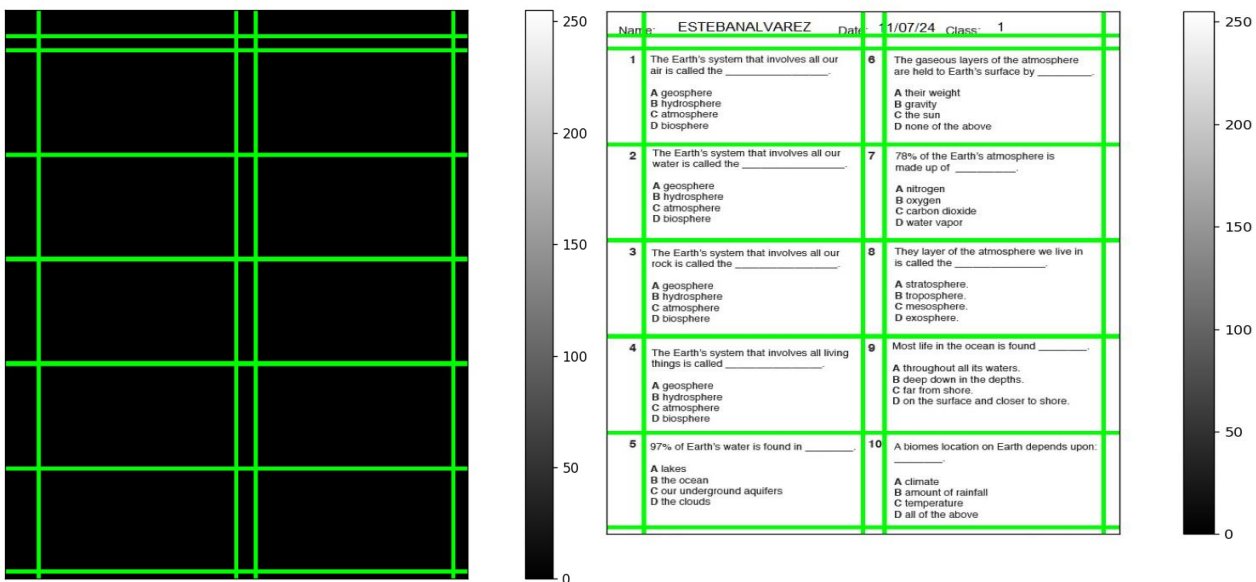 250
200
150
100
50
0
Name: ESTEBANALVAREZ Date: 11/07/24 Class: 1
1 The Earth's system that involves all our
air is called the ___________________.
A geosphere
B hydrosphere
C atmosphere
D biosphere
2 The Earth's system that involves all our
water is called the ___________________.
A geosphere
B hydrosphere
C atmosphere
D biosphere
3 The Earth's system that involves all our
rock is called the ___________________.
A geosphere
B hydrosphere
C atmosphere
D biosphere
4 The Earth's system that involves all living
things is called __________________.
A geosphere
B hydrosphere
C atmosphere
D biosphere
5 97% of Earth's water is found in _________.
A lakes
B the ocean
C our underground aquifers
D the clouds
6 The gaseous layers of the atmosphere
are held to Earth's surface by __________.
A their weight
B gravity
C the sun
D none of the above
7 78% of the Earth's atmosphere is
made up of ___________.
A nitrogen
B oxygen
C carbon dioxide
D water vapor
8 They layer of the atmosphere we live in
is called the _________________.
A stratosphere.
B troposphere.
C mesosphere.
D exosphere.
9 Most life in the ocean is found _________.
A throughout all its waters.
B deep down in the depths.
C far from shore.
D on the surface and closer to shore.
10 A biomes location on Earth depends upon:
_________.
A climate
B amount of rainfall
C temperature
D all of the above
250
200
150
100
50
0